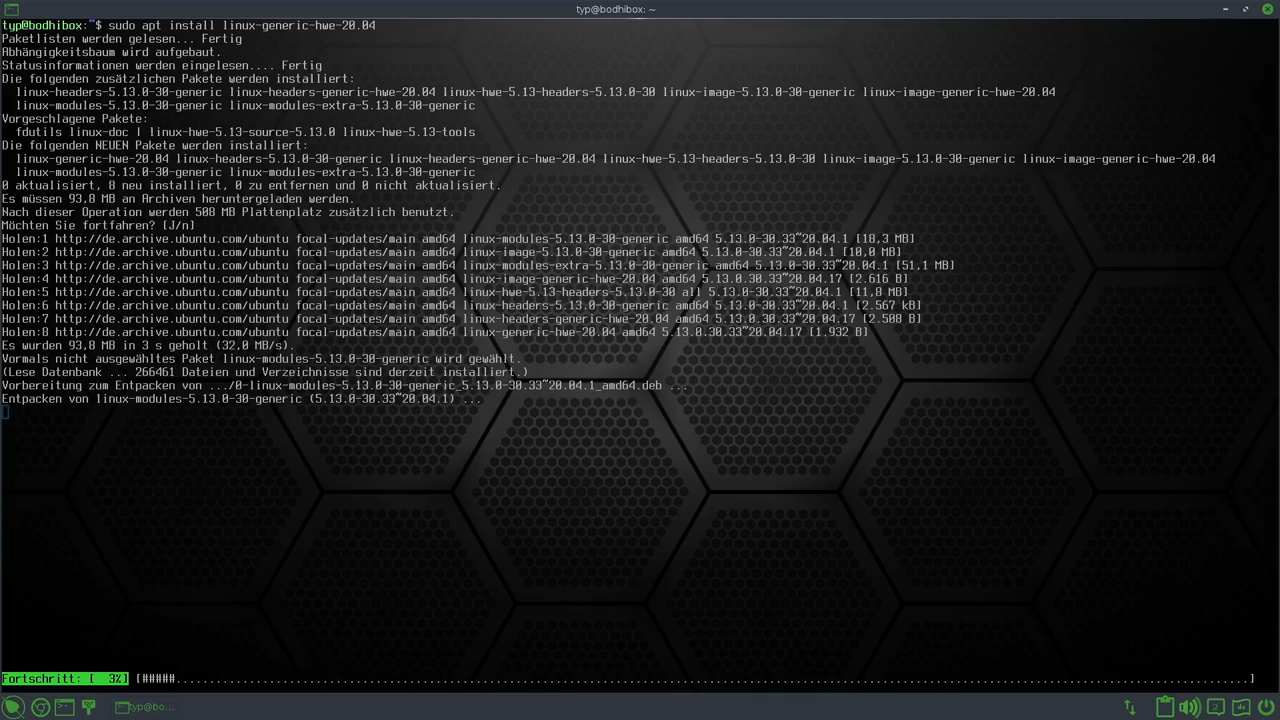 typ@bodhibox: ~
typ@bodhibox:~$ sudo apt install linux-generic-hwe-20.04
Paketlisten werden gelesen... Fertig
Abhängigkeitsbaum wird aufgebaut.
Statusinformationen werden eingelesen.... Fertig
Die folgenden zusätzlichen Pakete werden installiert:
  linux-headers-5.13.0-30-generic linux-headers-generic-hwe-20.04 linux-hwe-5.13-headers-5.13.0-30 linux-image-5.13.0-30-generic linux-image-generic-hwe-20.04
  linux-modules-5.13.0-30-generic linux-modules-extra-5.13.0-30-generic
Vorgeschlagene Pakete:
  fdutils linux-doc | linux-hwe-5.13-source-5.13.0 linux-hwe-5.13-tools
Die folgenden NEUEN Pakete werden installiert:
  linux-generic-hwe-20.04 linux-headers-5.13.0-30-generic linux-headers-generic-hwe-20.04 linux-hwe-5.13-headers-5.13.0-30 linux-image-5.13.0-30-generic linux-image-generic-hwe-20.04
  linux-modules-5.13.0-30-generic linux-modules-extra-5.13.0-30-generic
0 aktualisiert, 8 neu installiert, 0 zu entfernen und 0 nicht aktualisiert.
Es müssen 93,8 MB an Archiven heruntergeladen werden.
Nach dieser Operation werden 508 MB Plattenplatz zusätzlich benutzt.
Möchten Sie fortfahren? [J/n]
Holen:1 http://de.archive.ubuntu.com/ubuntu focal-updates/main amd64 linux-modules-5.13.0-30-generic amd64 5.13.0-30.33~20.04.1 [18,3 MB]
Holen:2 http://de.archive.ubuntu.com/ubuntu focal-updates/main amd64 linux-image-5.13.0-30-generic amd64 5.13.0-30.33~20.04.1 [10,0 MB]
Holen:3 http://de.archive.ubuntu.com/ubuntu focal-updates/main amd64 linux-modules-extra-5.13.0-30-generic amd64 5.13.0-30.33~20.04.1 [51,1 MB]
Holen:4 http://de.archive.ubuntu.com/ubuntu focal-updates/main amd64 linux-image-generic-hwe-20.04 amd64 5.13.0.30.33~20.04.17 [2.616 B]
Holen:5 http://de.archive.ubuntu.com/ubuntu focal-updates/main amd64 linux-hwe-5.13-headers-5.13.0-30 all 5.13.0-30.33~20.04.1 [11,8 MB]
Holen:6 http://de.archive.ubuntu.com/ubuntu focal-updates/main amd64 linux-headers-5.13.0-30-generic amd64 5.13.0-30.33~20.04.1 [2.567 kB]
Holen:7 http://de.archive.ubuntu.com/ubuntu focal-updates/main amd64 linux-headers-generic-hwe-20.04 amd64 5.13.0.30.33~20.04.17 [2.508 B]
Holen:8 http://de.archive.ubuntu.com/ubuntu focal-updates/main amd64 linux-generic-hwe-20.04 amd64 5.13.0.30.33~20.04.17 [1.932 B]
Es wurden 93,8 MB in 3 s geholt (32,0 MB/s).
Vormals nicht ausgewähltes Paket linux-modules-5.13.0-30-generic wird gewählt.
(Lese Datenbank ... 266461 Dateien und Verzeichnisse sind derzeit installiert.)
Vorbereitung zum Entpacken von .../0-linux-modules-5.13.0-30-generic_5.13.0-30.33~20.04.1_amd64.deb ...
Entpacken von linux-modules-5.13.0-30-generic (5.13.0-30.33~20.04.1) ...
Fortschritt: [  3%] [#####.................................................................................................................................................................]
typ@bo...
2